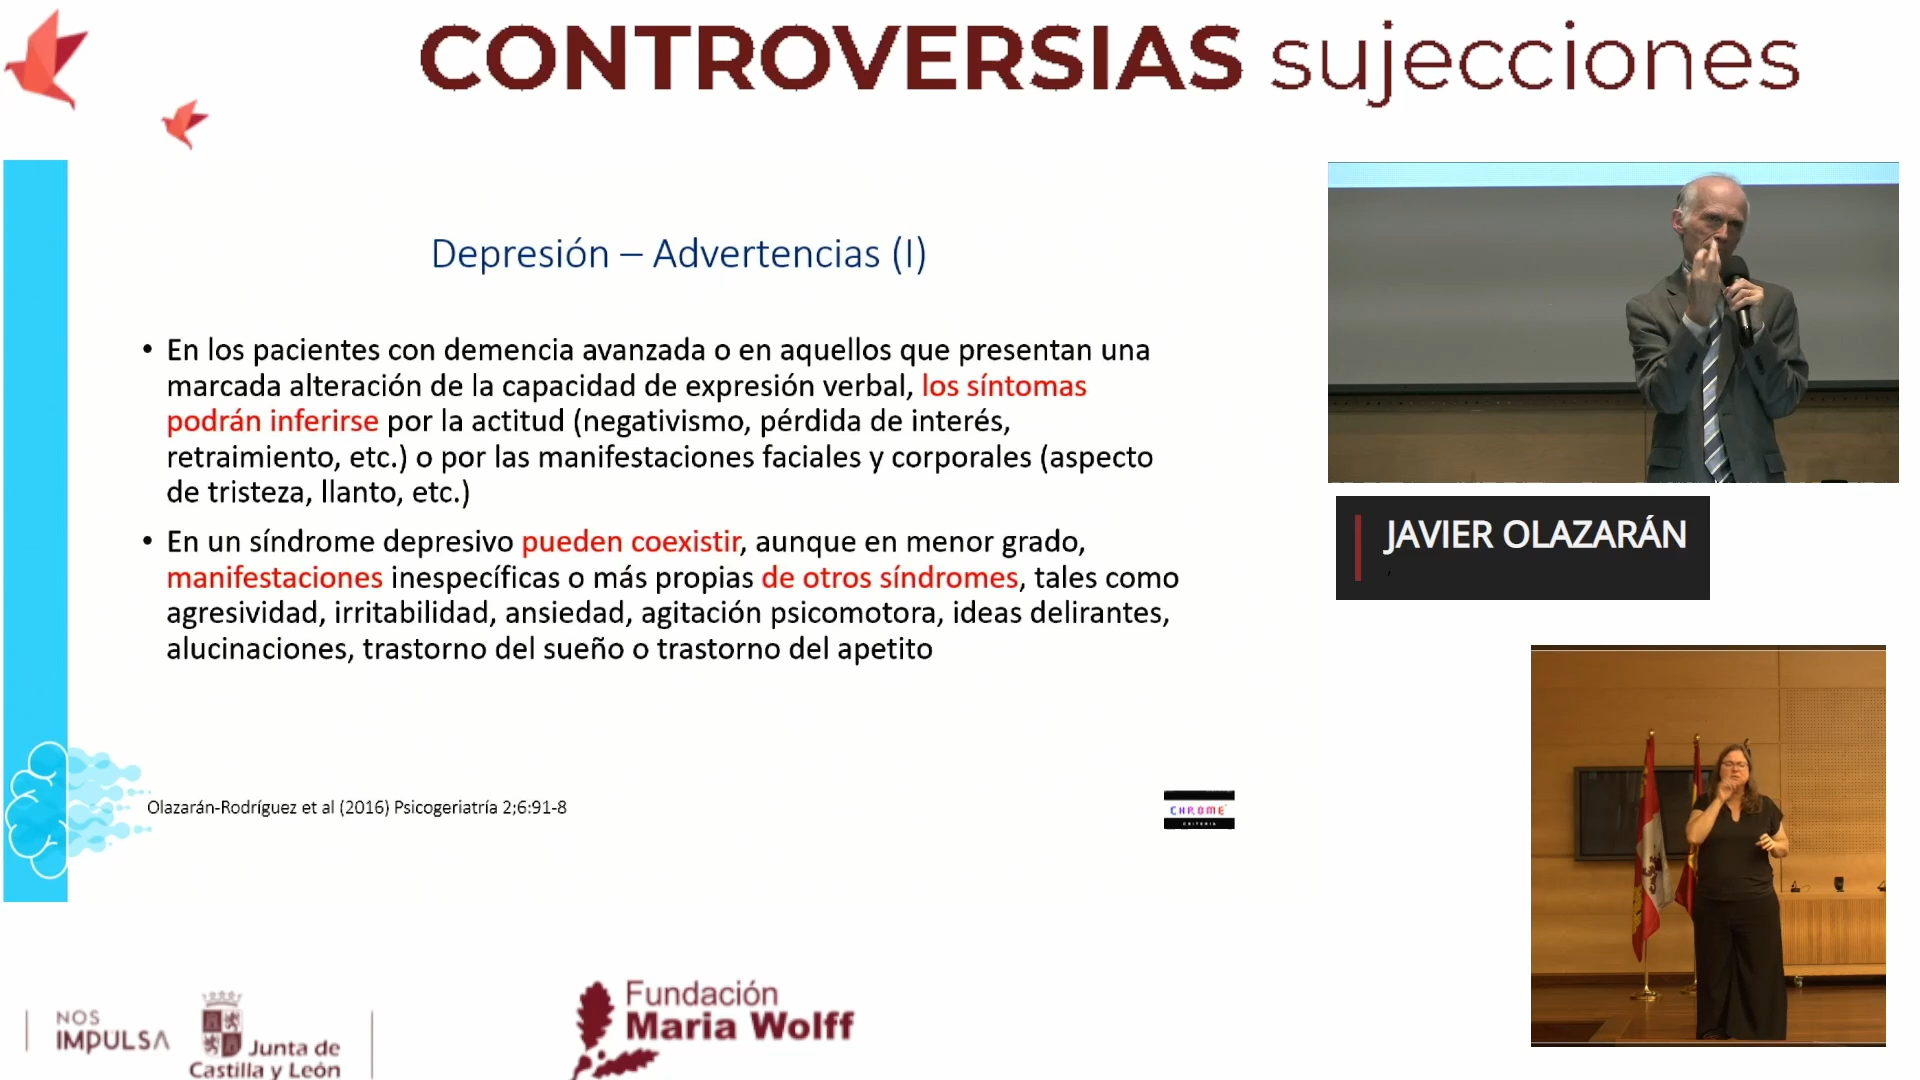 CONTROVERSIAS sujecciones
Depresión – Advertencias (I)
• En los pacientes con demencia avanzada o en aquellos que presentan una
marcada alteración de la capacidad de expresión verbal, los síntomas
podrán inferirse por la actitud (negativismo, pérdida de interés,
retraimiento, etc.) o por las manifestaciones faciales y corporales (aspecto
de tristeza, llanto, etc.)
• En un síndrome depresivo pueden coexistir, aunque en menor grado,
manifestaciones inespecíficas o más propias de otros síndromes, tales como
agresividad, irritabilidad, ansiedad, agitación psicomotora, ideas delirantes,
alucinaciones, trastorno del sueño o trastorno del apetito
Olazarán-Rodríguez et al (2016) Psicogeriatría 2;6:91-8
CHROME
CRITERIA
JAVIER OLAZARÁN
,
NOS
IMPULSA
Junta de
Castilla y León
Fundación
Maria Wolff